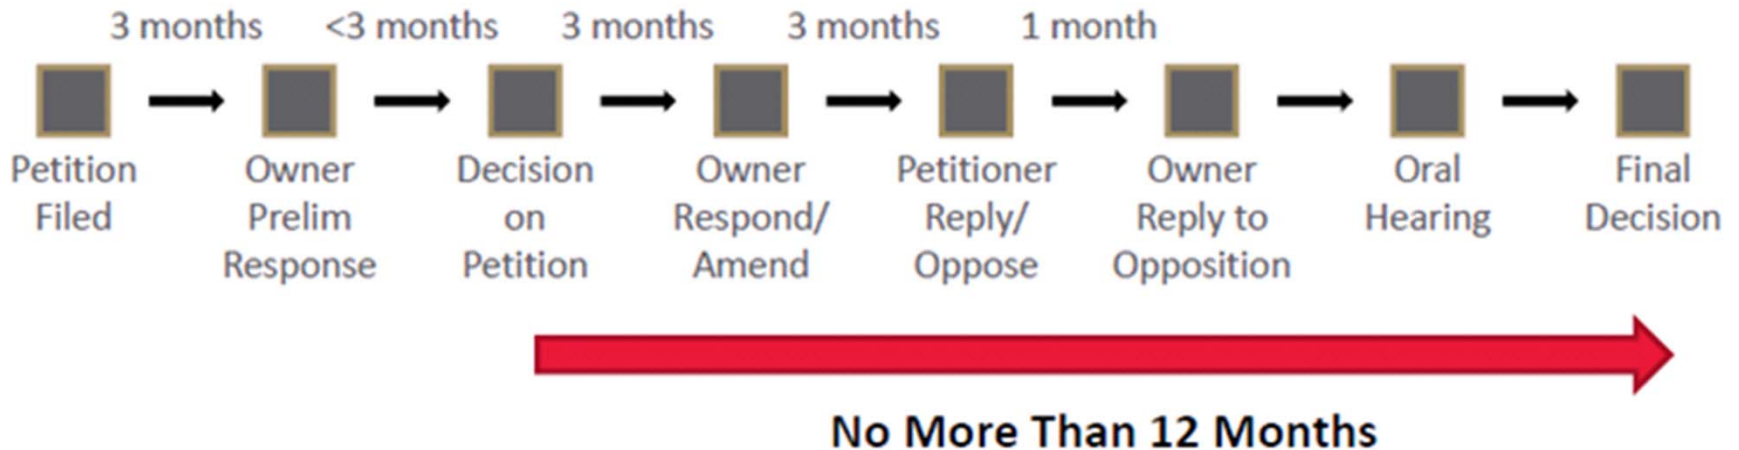 3 months <3 months 3 months 3 months 1 month
Petition Filed
Owner Prelim Response
Decision on Petition
Owner Respond/ Amend
Petitioner Reply/ Oppose
Owner Reply to Opposition
Oral Hearing
Final Decision
No More Than 12 Months